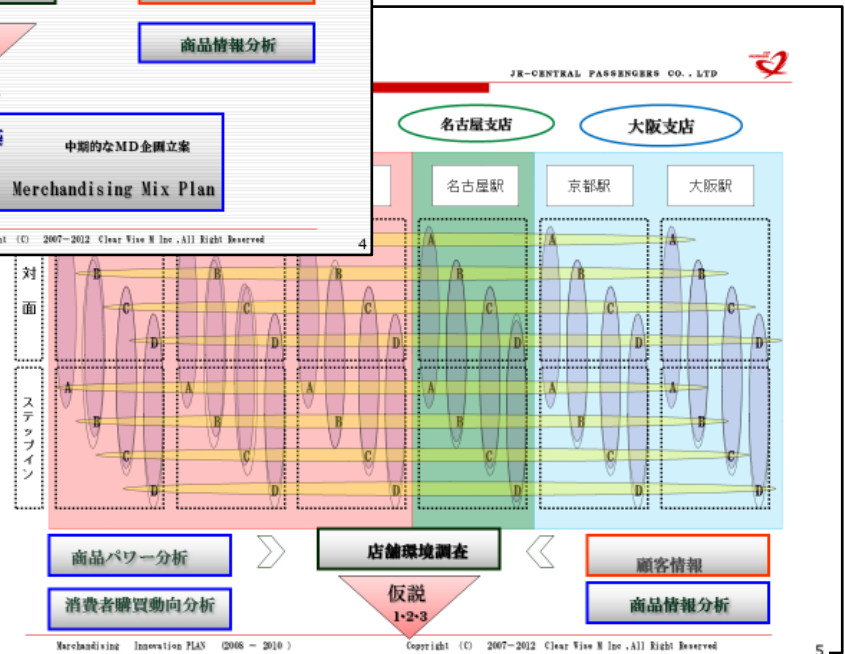 商品情報分析
中期的なMD企画立案
Merchandising Mix Plan
(C) 2007-2012 Clear Wise M Inc .All Right Reserved
4
JR-CENTRAL PASSENGERS CO..LTD
名古屋支店
大阪支店
名古屋駅
京都駅
大阪駅
対面
A A A
B B B B B B
C C C C C C
D D D D D D
ステップイン
A A A A A A
B B B B B B
C C C C C C
D D D D D D
商品パワー分析
店舗環境調査
顧客情報
消費者購買動向分析
仮説
1・2・3
商品情報分析
Marchandising Innovation PLAN (2008 ~ 2010 )
Copyright (C) 2007-2012 Clear Wise M Inc .All Right Reserved
5